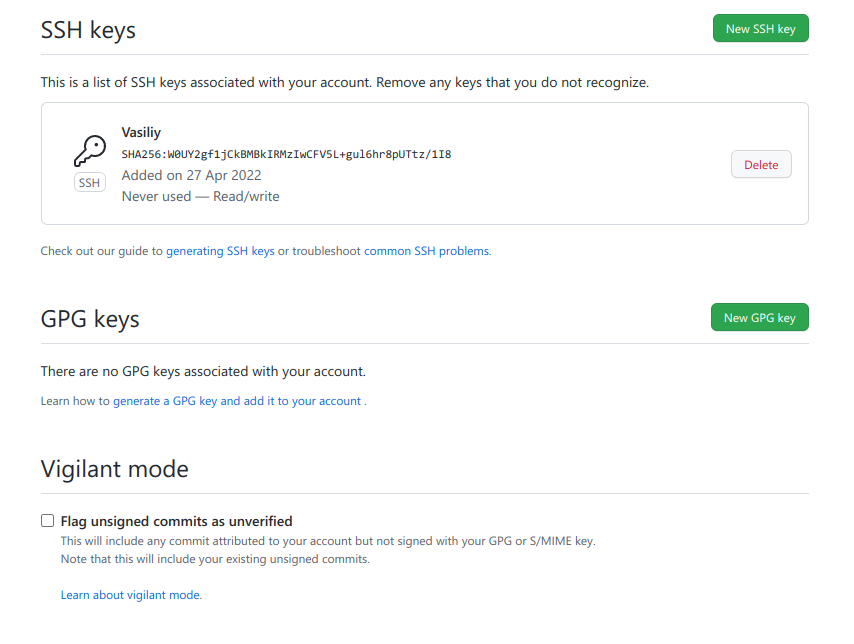 SSH keys
New SSH key
This is a list of SSH keys associated with your account. Remove any keys that you do not recognize.
Vasiliy
SHA256:W0UY2gf1jCkBMBkIRMzIwCFV5L+gul6hr8pUTtz/1I8
Added on 27 Apr 2022
Never used — Read/write
SSH
Delete
Check out our guide to generating SSH keys or troubleshoot common SSH problems.
GPG keys
New GPG key
There are no GPG keys associated with your account.
Learn how to generate a GPG key and add it to your account .
Vigilant mode
Flag unsigned commits as unverified
This will include any commit attributed to your account but not signed with your GPG or S/MIME key.
Note that this will include your existing unsigned commits.
Learn about vigilant mode.